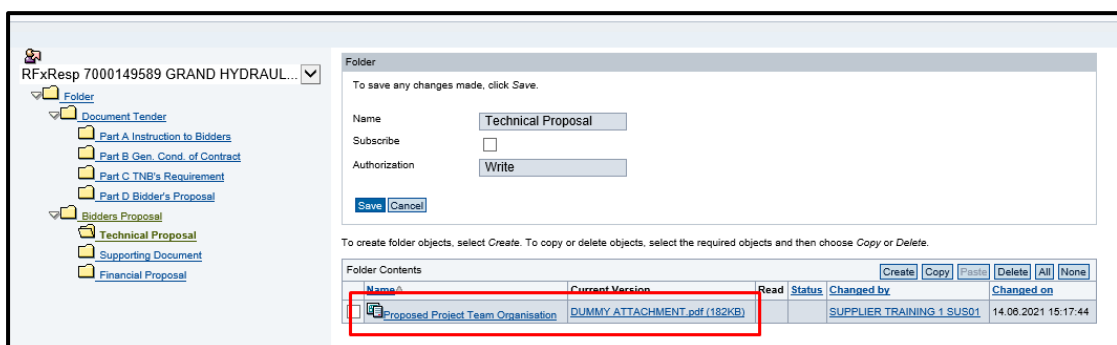 RFxResp 7000149589 GRAND HYDRAUL...
Folder
Document Tender
Part A Instruction to Bidders
Part B Gen. Cond. of Contract
Part C TNB's Requirement
Part D Bidder's Proposal
Bidders Proposal
Technical Proposal
Supporting Document
Financial Proposal
Folder
To save any changes made, click Save.
Name Technical Proposal
Subscribe
Authorization Write
Save Cancel
To create folder objects, select Create. To copy or delete objects, select the required objects and then choose Copy or Delete.
Folder Contents Create Copy Paste Delete All None
Name Current Version Read Status Changed by Changed on
Proposed Project Team Organisation DUMMY ATTACHMENT.pdf (182KB) SUPPLIER TRAINING 1 SUS01 14.06.2021 15:17:44